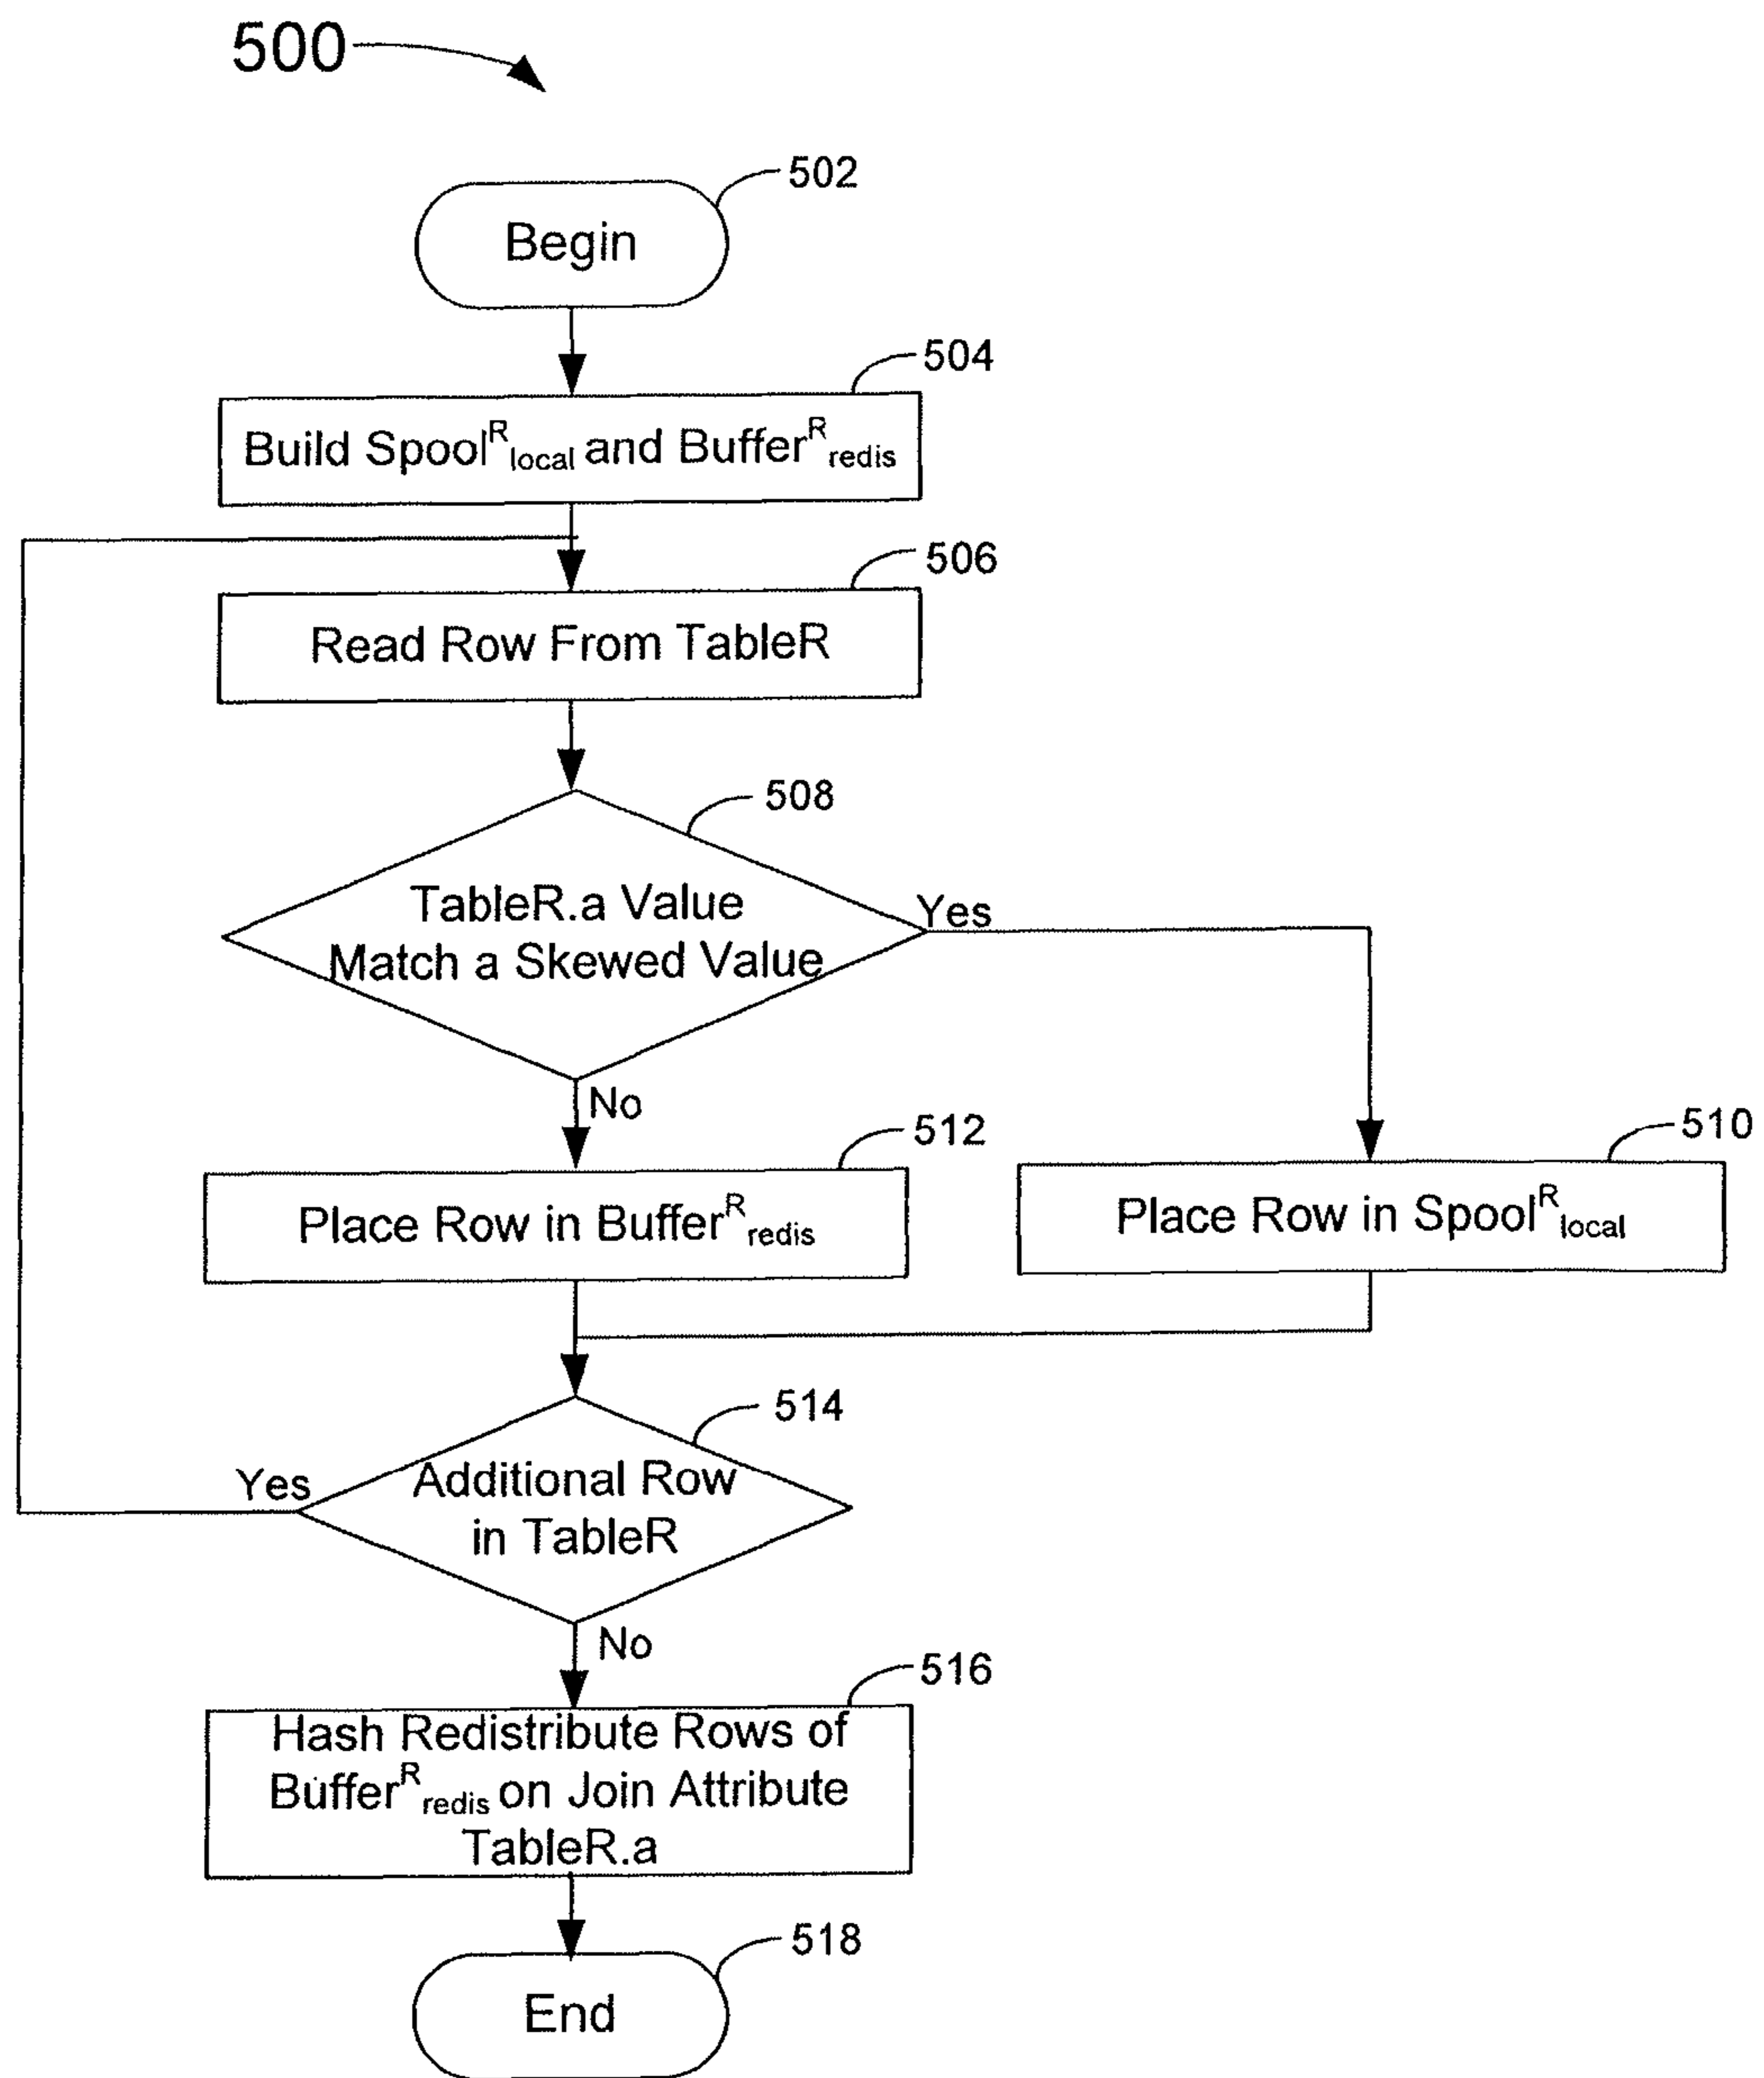 500
502
Begin
504
Build Spool^R_local and Buffer^R_redis
506
Read Row From TableR
508
TableR.a Value
Match a Skewed Value
Yes
No
512
Place Row in Buffer^R_redis
510
Place Row in Spool^R_local
514
Yes
Additional Row
in TableR
No
516
Hash Redistribute Rows of
Buffer^R_redis on Join Attribute
TableR.a
518
End